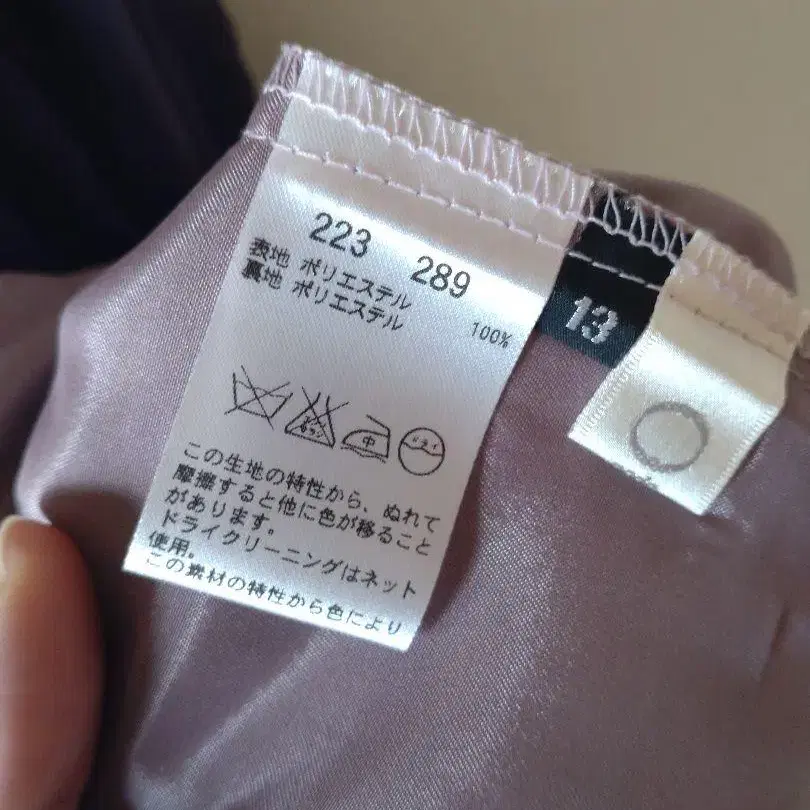 223 289
表地 ポリエステル
裏地 ポリエステル 100%
中
ドライ
この生地の特性から、ぬれて
摩擦すると他に色が移ること
があります。
ドライクリーニングはネット
使用。
この素材の特性から色により
13